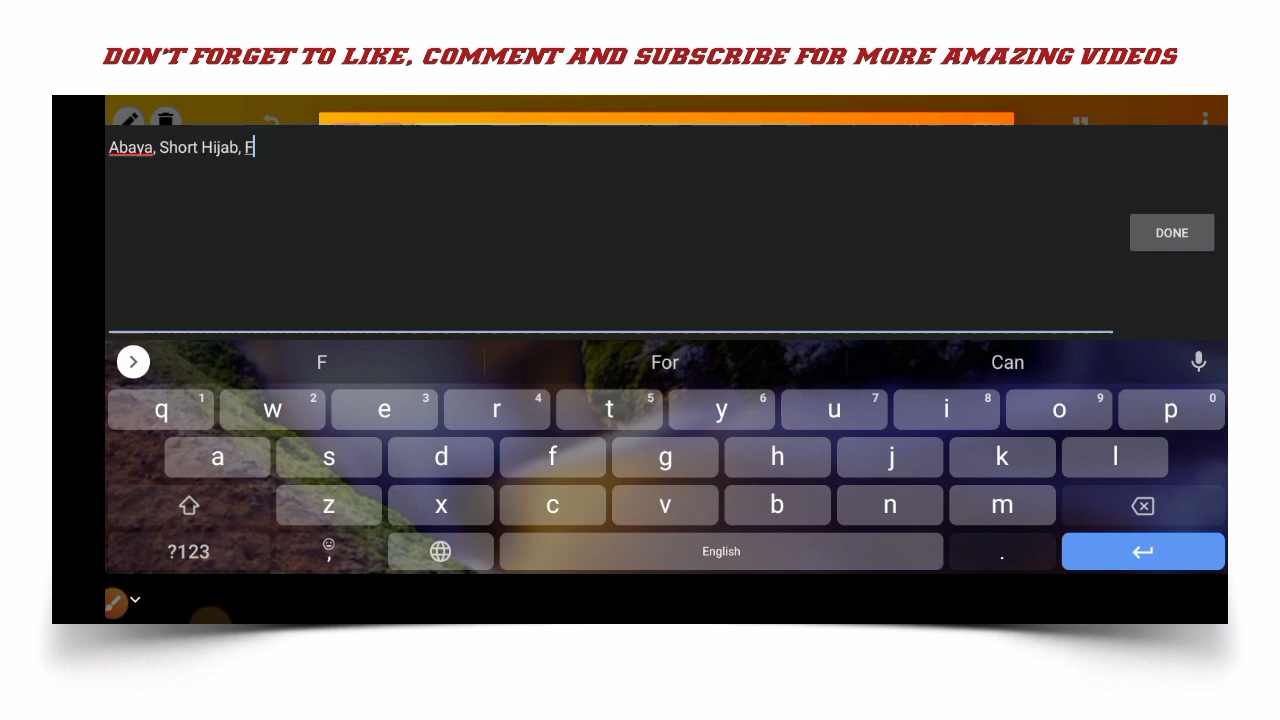 DON'T FORGET TO LIKE, COMMENT AND SUBSCRIBE FOR MORE AMAZING VIDEOS
Abaya, Short Hijab, F
DONE
F For Can
q 1 w 2 e 3 r 4 t 5 y 6 u 7 i 8 o 9 p 0
a s d f g h j k l
z x c v b n m
?123 , English .